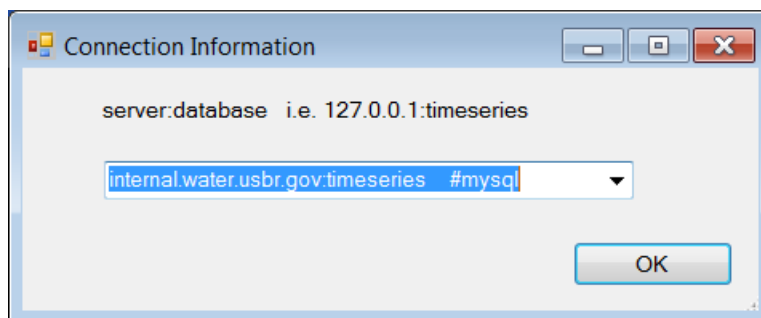 Connection Information
server:database i.e. 127.0.0.1:timeseries
internal.water.usbr.gov:timeseries #mysql
OK